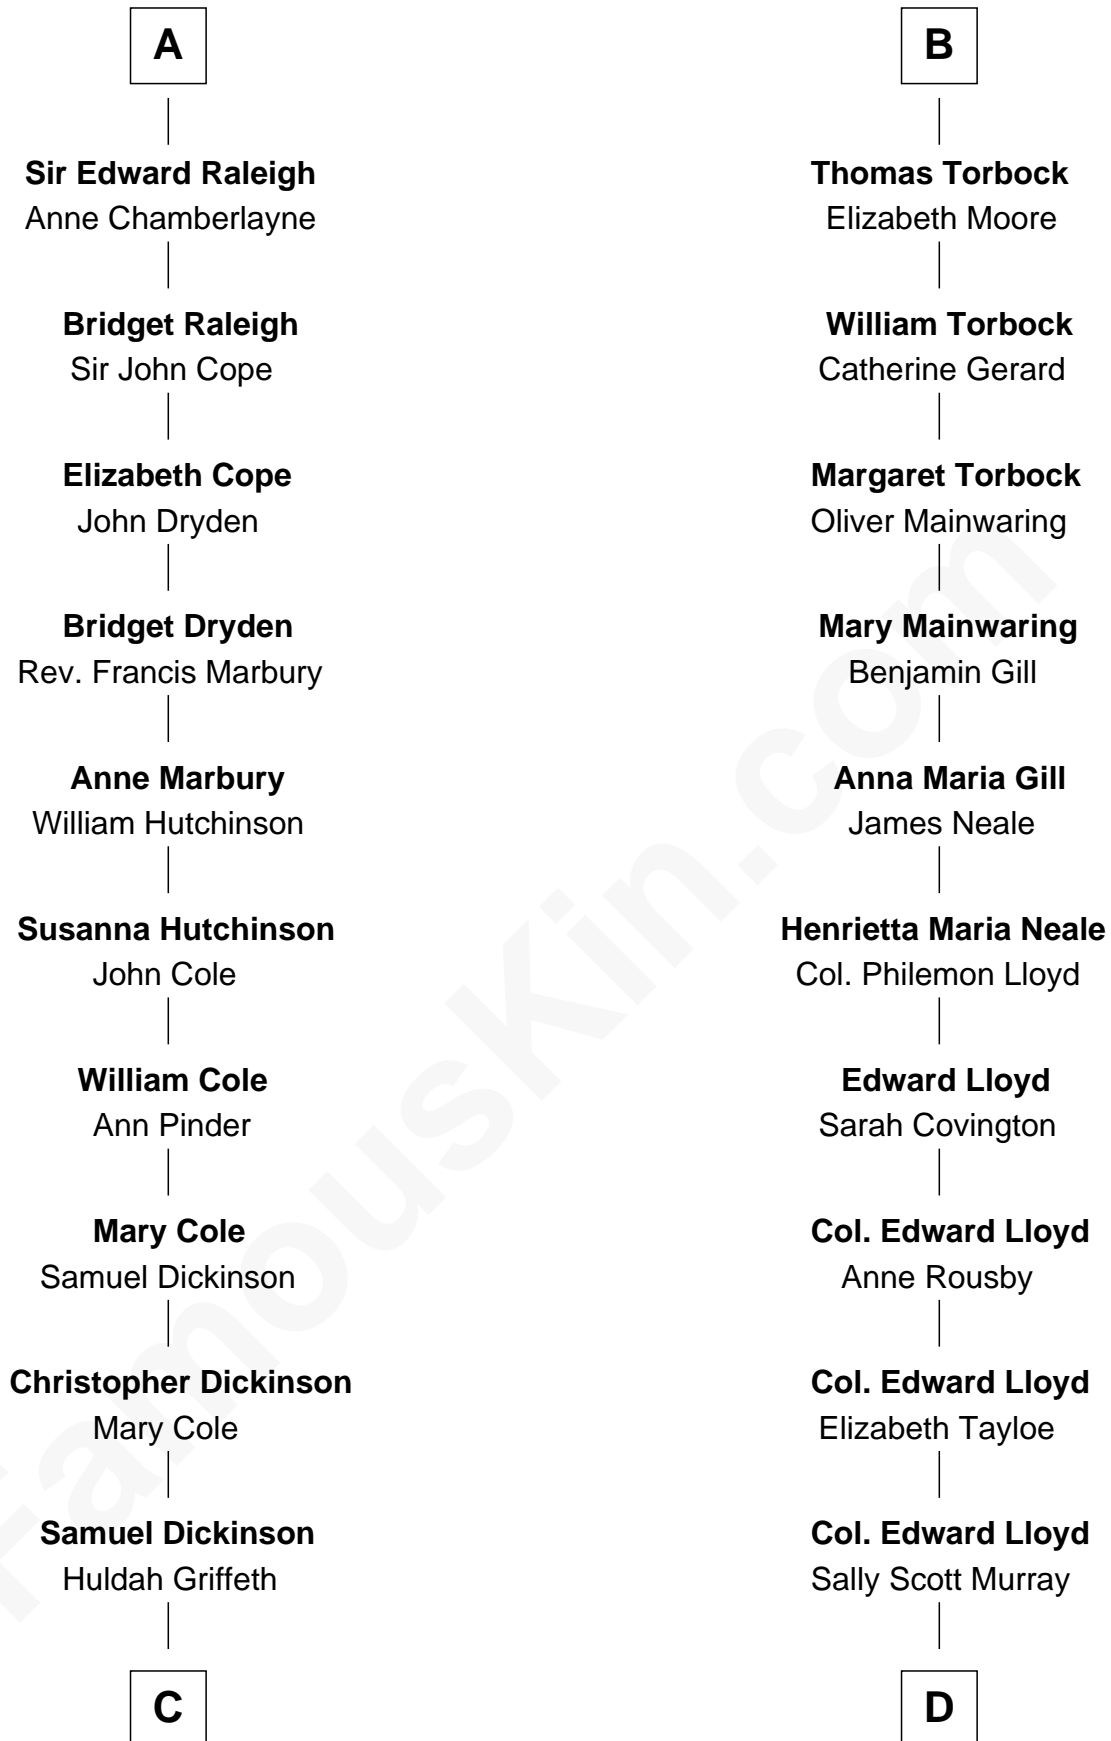 A
Sir Edward Raleigh
Anne Chamberlayne
Bridget Raleigh
Sir John Cope
Elizabeth Cope
John Dryden
Bridget Dryden
Rev. Francis Marbury
Anne Marbury
William Hutchinson
Susanna Hutchinson
John Cole
William Cole
Ann Pinder
Mary Cole
Samuel Dickinson
Christopher Dickinson
Mary Cole
Samuel Dickinson
Huldah Griffeth
C
B
Thomas Torbock
Elizabeth Moore
William Torbock
Catherine Gerard
Margaret Torbock
Oliver Mainwaring
Mary Mainwaring
Benjamin Gill
Anna Maria Gill
James Neale
Henrietta Maria Neale
Col. Philemon Lloyd
Edward Lloyd
Sarah Covington
Col. Edward Lloyd
Anne Rousby
Col. Edward Lloyd
Elizabeth Tayloe
Col. Edward Lloyd
Sally Scott Murray
D
FamousKin.com